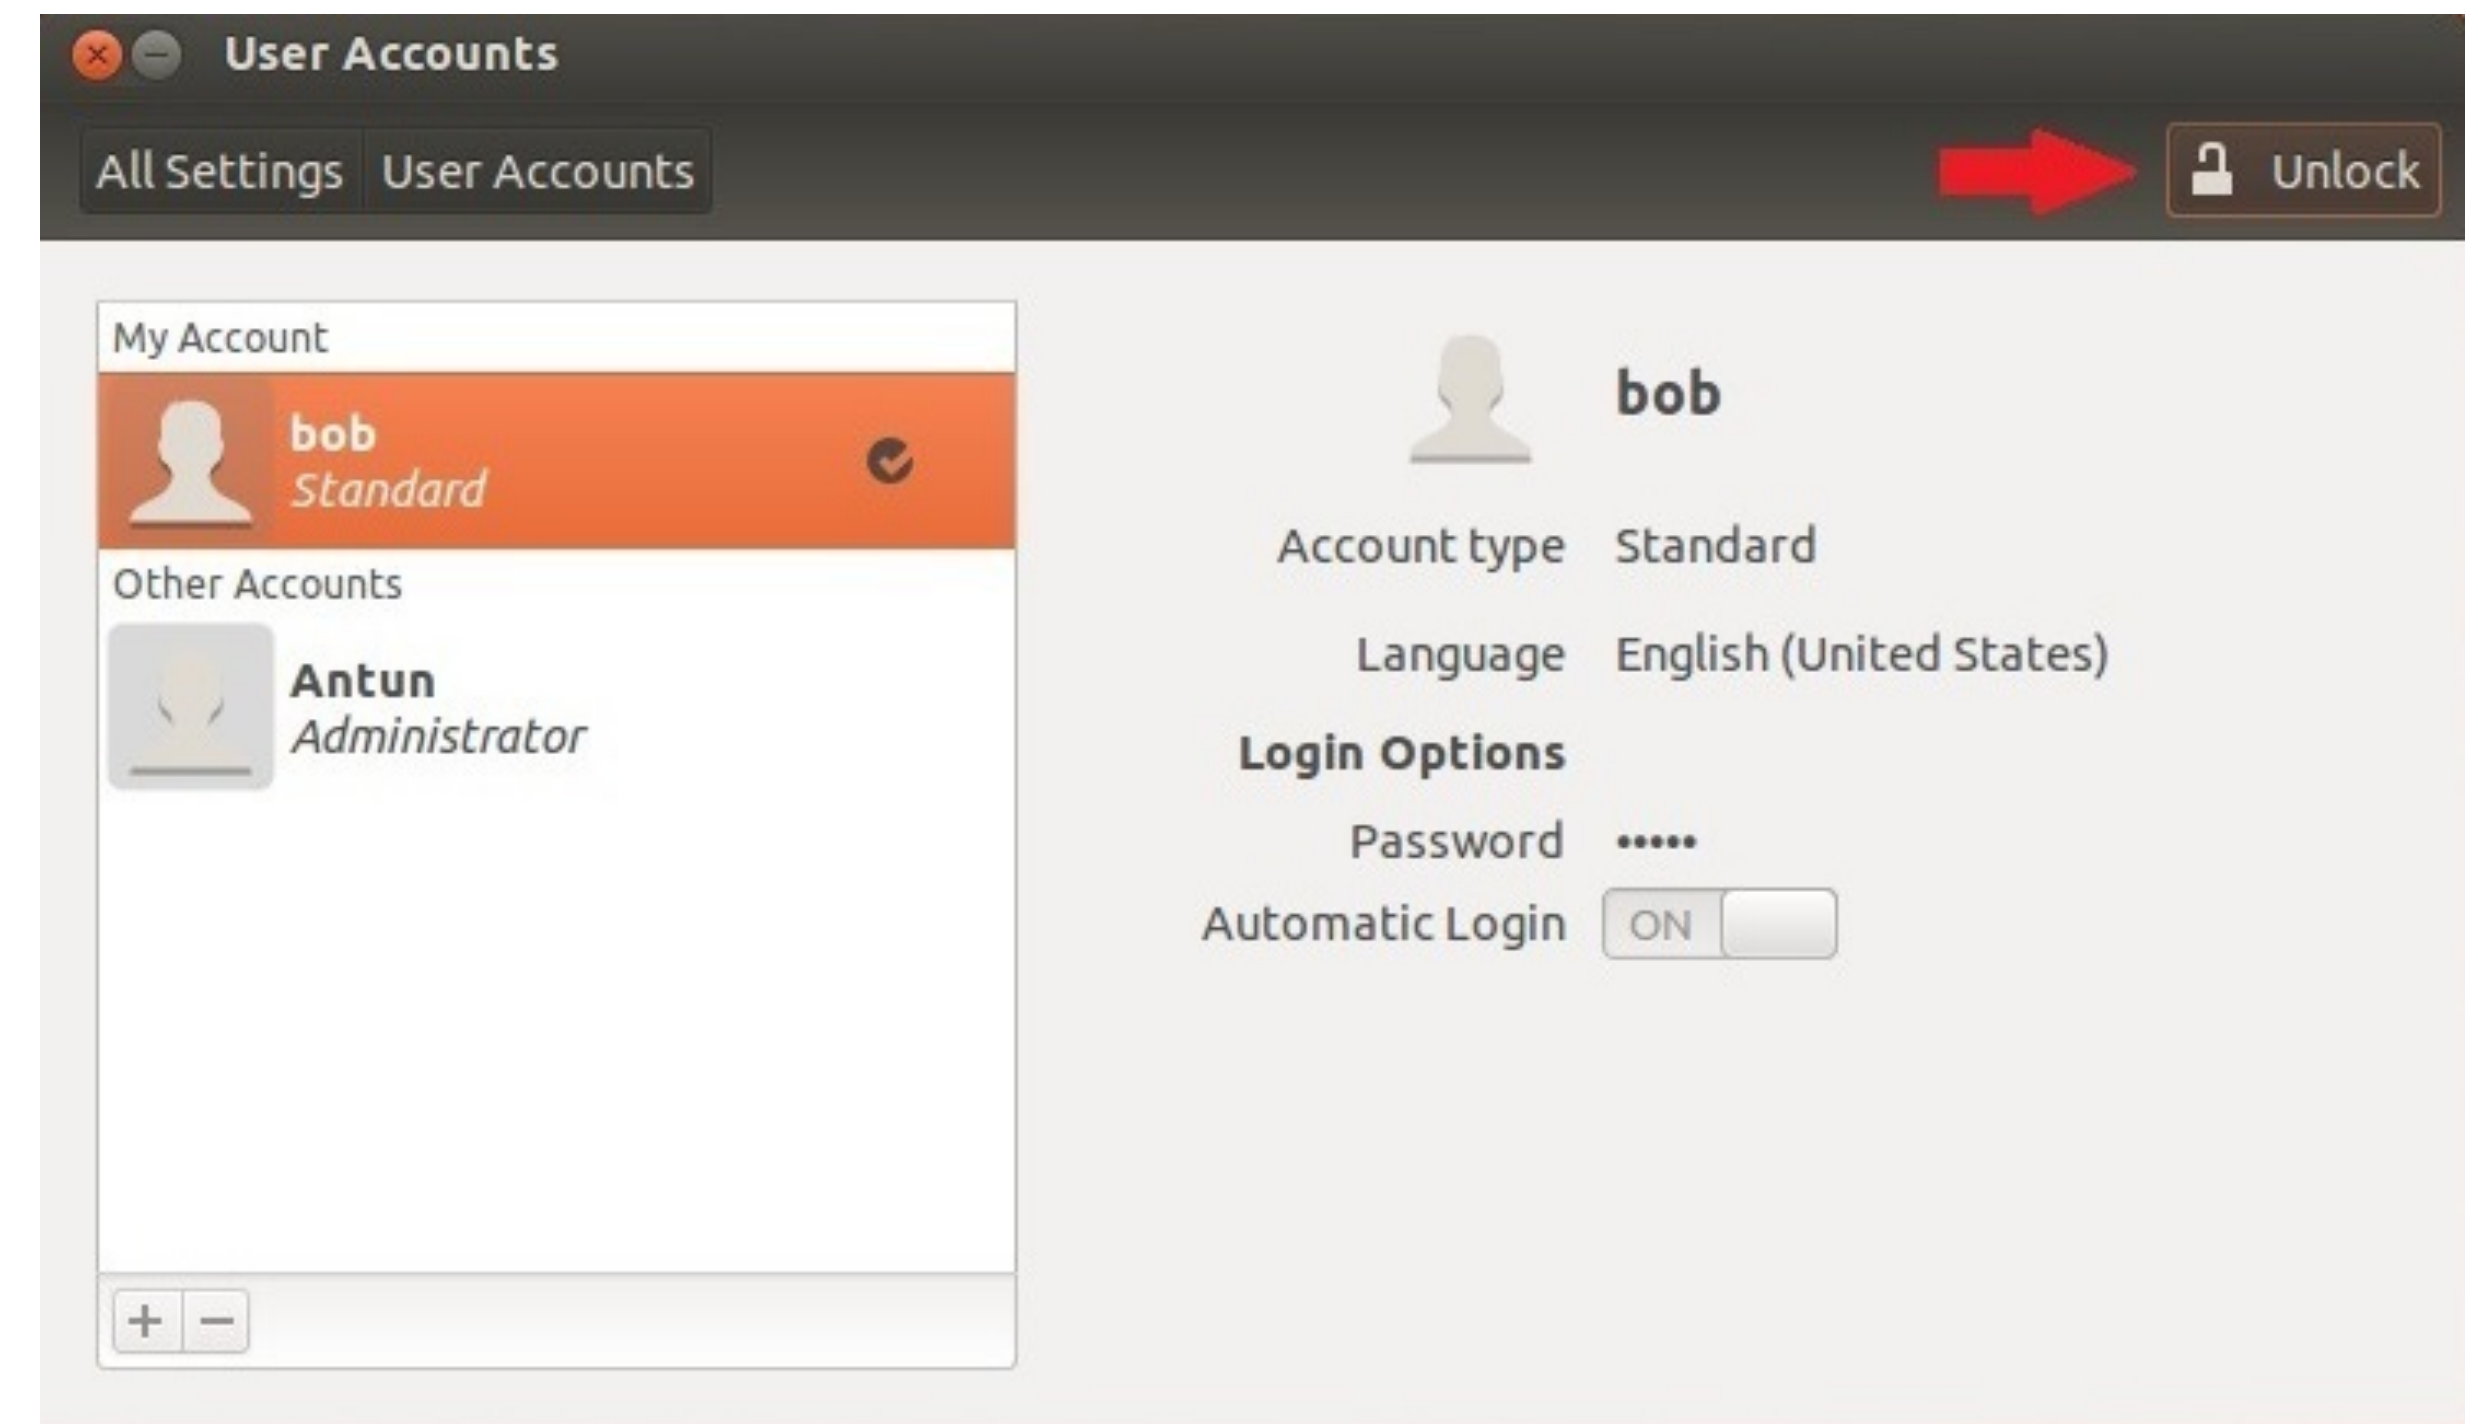 User Accounts
All Settings User Accounts
Unlock
My Account
bob
Standard
Other Accounts
Antun
Administrator
bob
Account type Standard
Language English (United States)
Login Options
Password •••••
Automatic Login ON
+ −